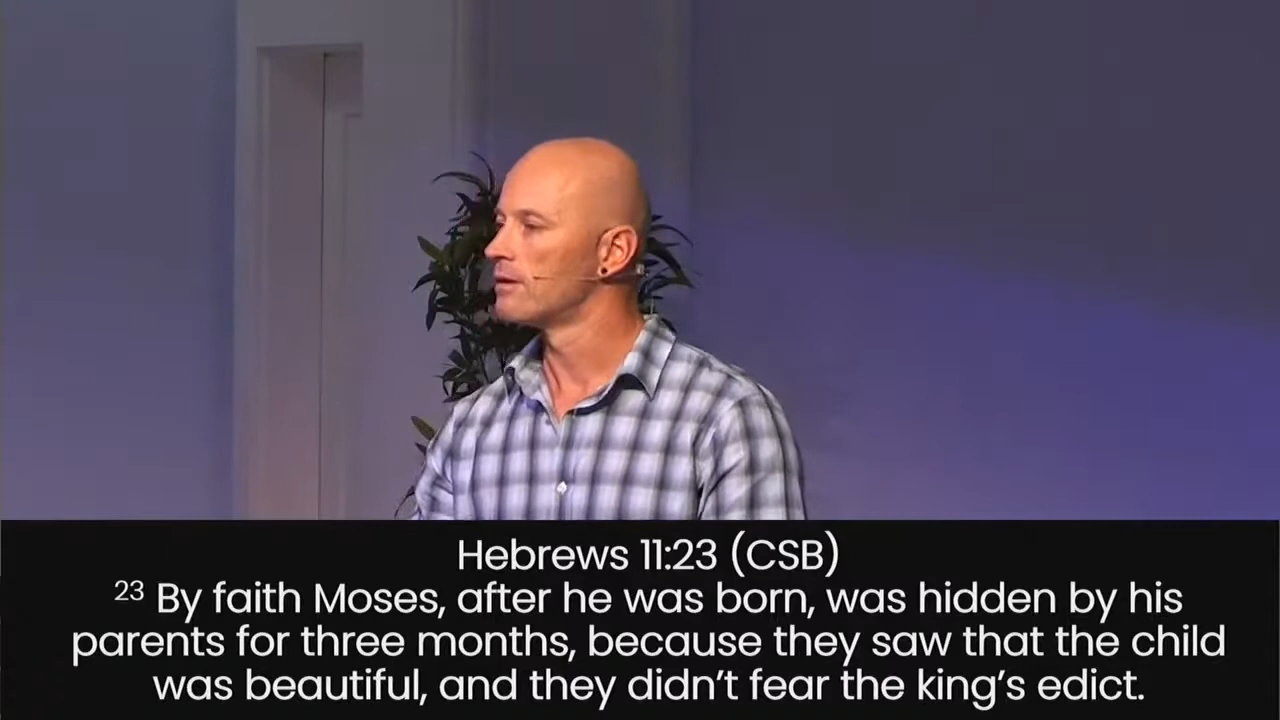 Hebrews 11:23 (CSB)
23 By faith Moses, after he was born, was hidden by his
parents for three months, because they saw that the child
was beautiful, and they didn’t fear the king’s edict.